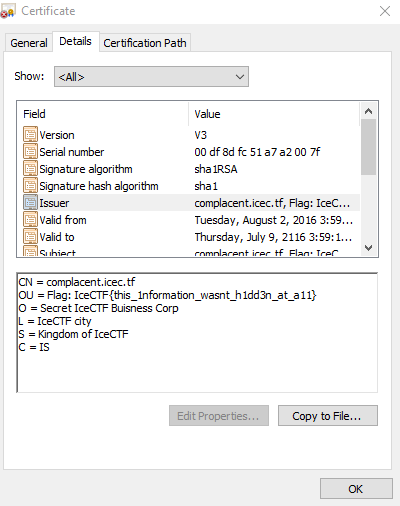 Certificate
General Details Certification Path
Show: <All>
Field Value
Version V3
Serial number 00 df 8d fc 51 a7 a2 00 7f
Signature algorithm sha1RSA
Signature hash algorithm sha1
Issuer complacent.icec.tf, Flag: IceC...
Valid from Tuesday, August 2, 2016 3:59...
Valid to Thursday, July 9, 2116 3:59:1...
Subject complacent.icec.tf, Flag: IceC...
CN = complacent.icec.tf
OU = Flag: IceCTF{this_1nformation_wasnt_h1dd3n_at_a11}
O = Secret IceCTF Buisness Corp
L = IceCTF city
S = Kingdom of IceCTF
C = IS
Edit Properties... Copy to File...
OK